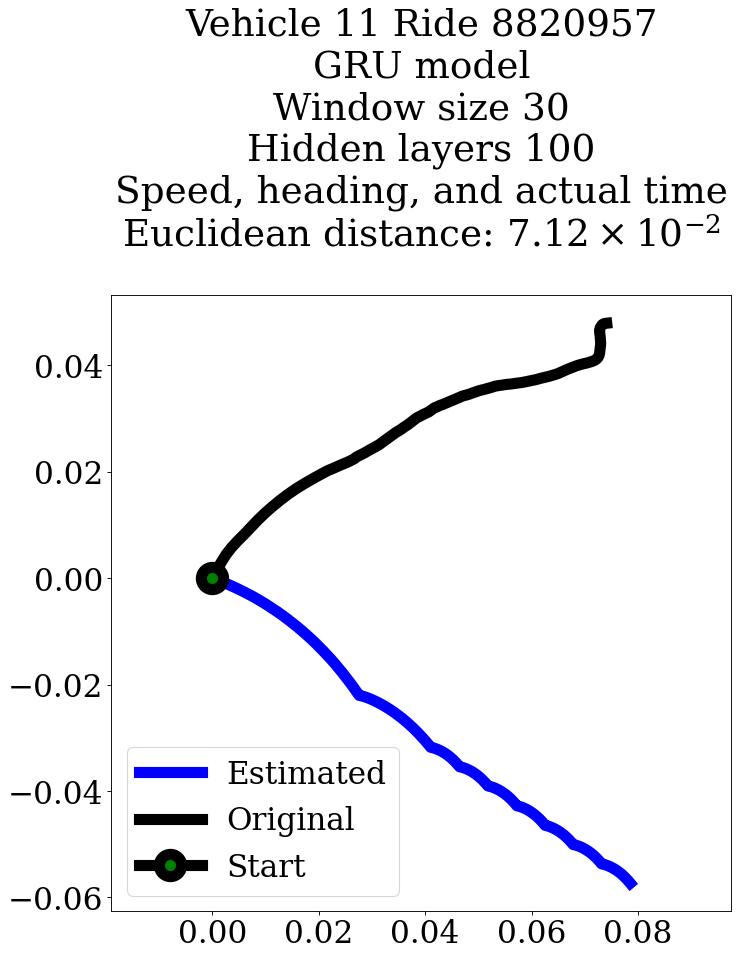 Vehicle 11 Ride 8820957
GRU model
Window size 30
Hidden layers 100
Speed, heading, and actual time
Euclidean distance: 7.12 × 10⁻²
0.04
0.02
0.00
−0.02
−0.04
−0.06
Estimated
Original
Start
0.00 0.02 0.04 0.06 0.08